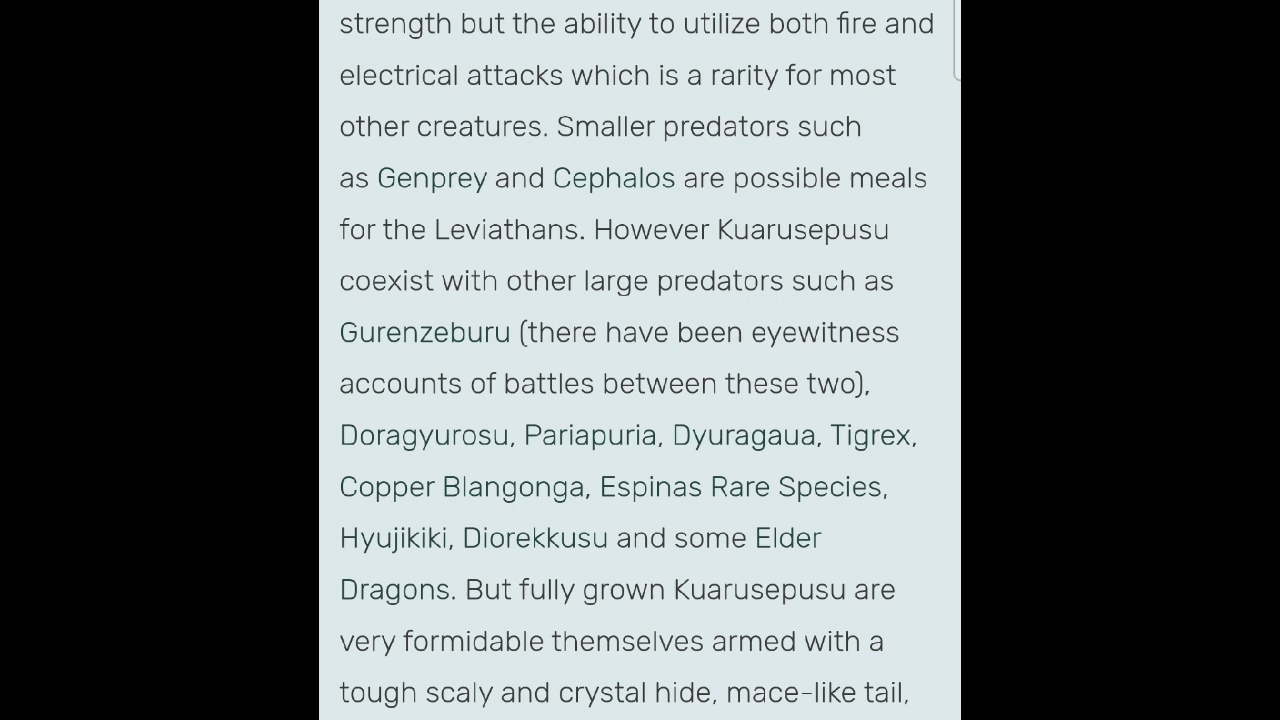 strength but the ability to utilize both fire and
electrical attacks which is a rarity for most
other creatures. Smaller predators such
as Genprey and Cephalos are possible meals
for the Leviathans. However Kuarusepusu
coexist with other large predators such as
Gurenzeburu (there have been eyewitness
accounts of battles between these two),
Doragyurosu, Pariapuria, Dyuragaua, Tigrex,
Copper Blangonga, Espinas Rare Species,
Hyujikiki, Diorekkusu and some Elder
Dragons. But fully grown Kuarusepusu are
very formidable themselves armed with a
tough scaly and crystal hide, mace-like tail,